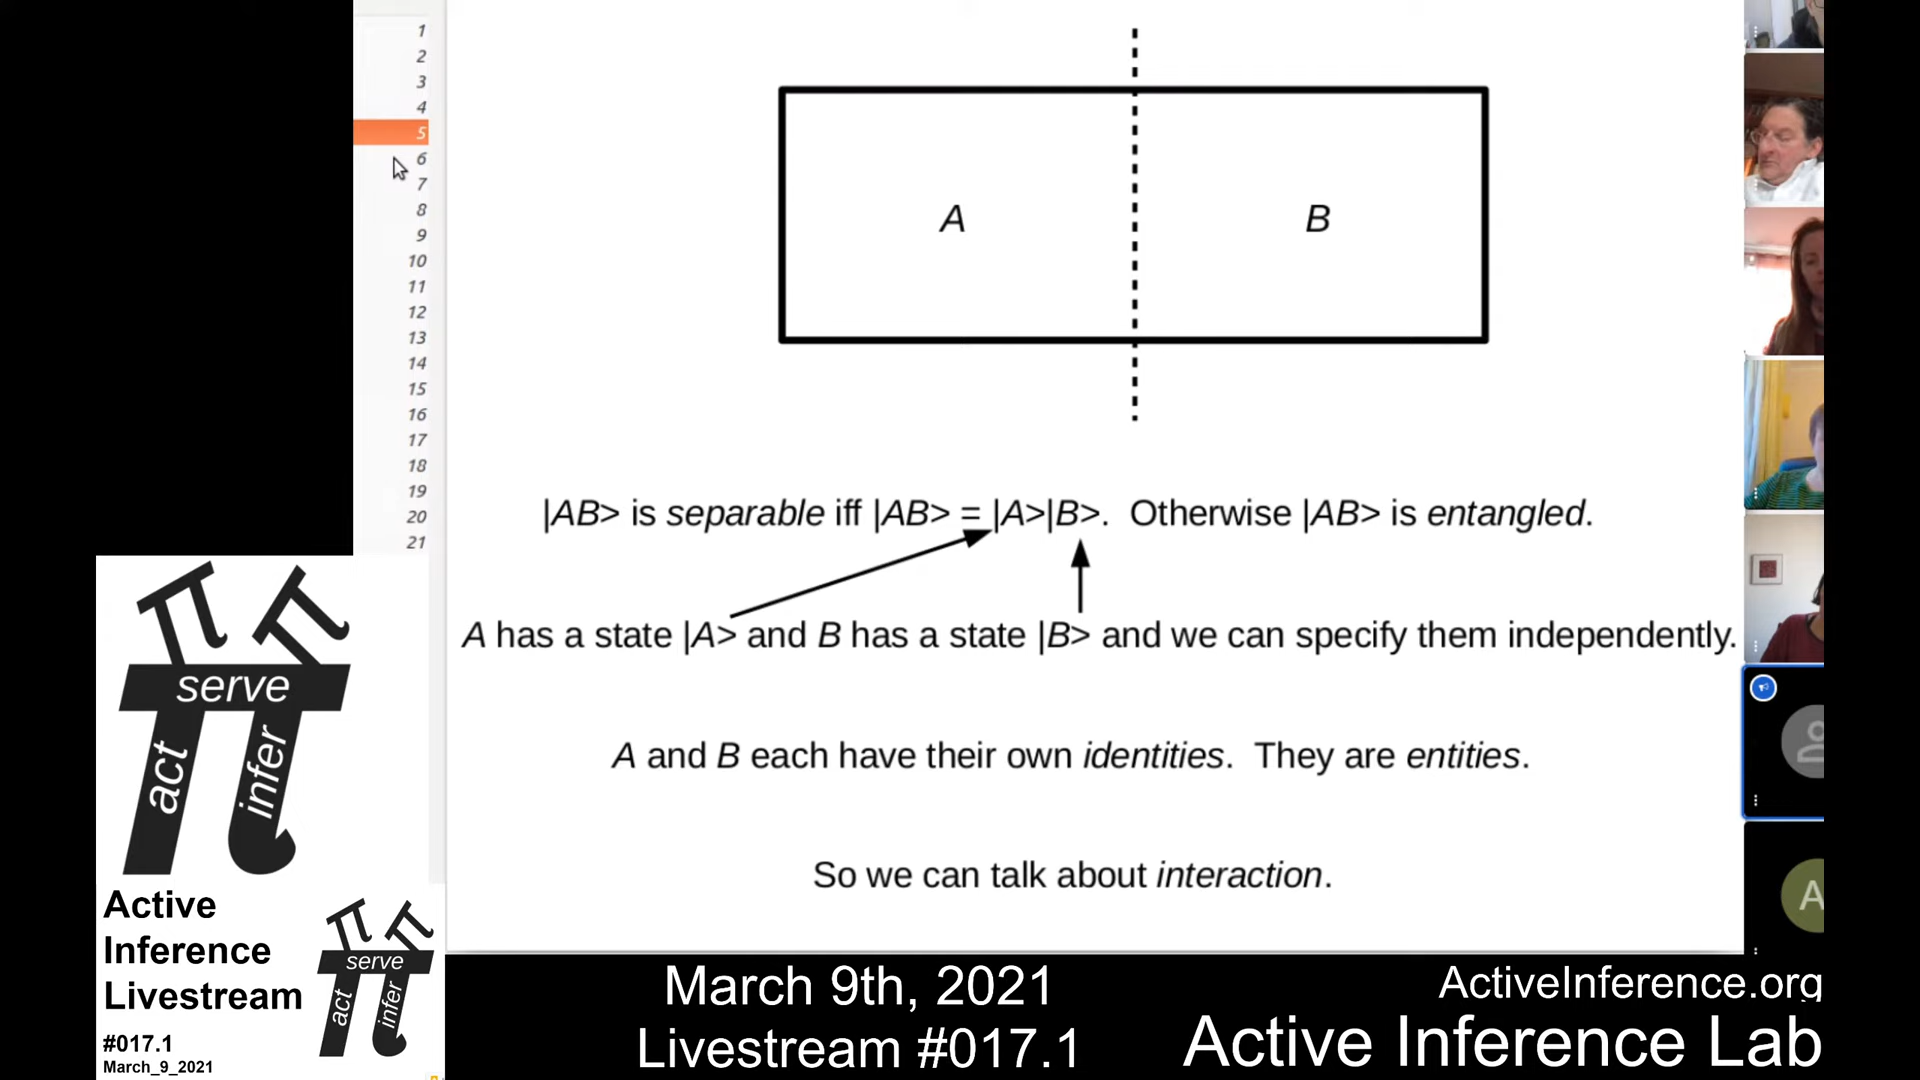 1
2
3
4
5
6
7
8
9
10
11
12
13
14
15
16
17
18
19
20
21
A
B
|AB> is separable iff |AB> = |A>|B>. Otherwise |AB> is entangled.
A has a state |A> and B has a state |B> and we can specify them independently.
A and B each have their own identities. They are entities.
So we can talk about interaction.
serve
act
infer
Active
Inference
Livestream
#017.1
March_9_2021
serve
act
infer
March 9th, 2021
Livestream #017.1
ActiveInference.org
Active Inference Lab
A